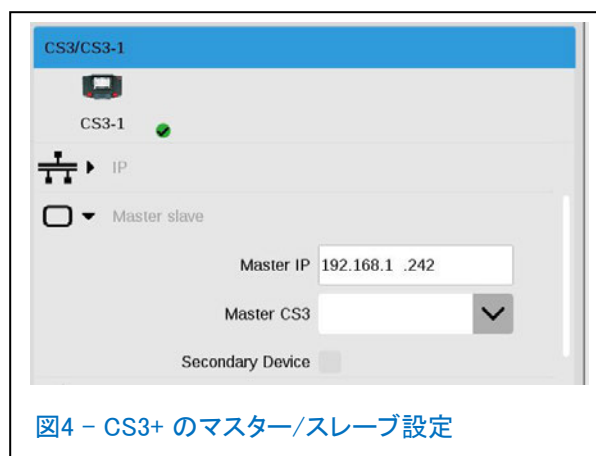 CS3/CS3-1
CS3-1
IP
Master slave
Master IP 192.168.1 .242
Master CS3
Secondary Device
図4 – CS3+ のマスター/スレーブ設定